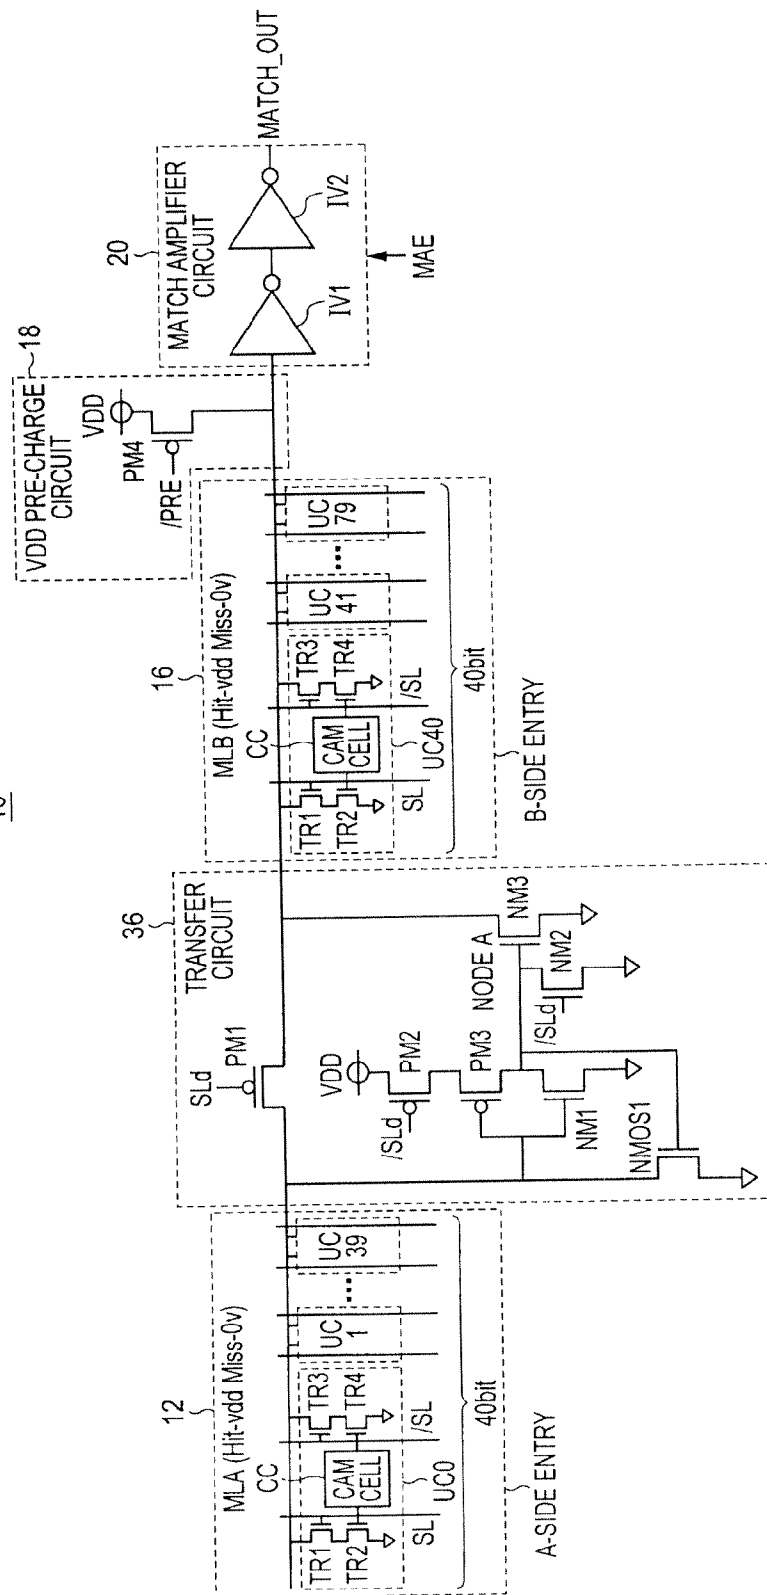 12
MLA (Hit-vdd Miss-0v)
CC
TR1
TR2
CAM
CELL
TR3
TR4
SL
/SL
UC0
UC
1
...
UC
39
40bit
A-SIDE ENTRY
36
TRANSFER
CIRCUIT
SLd
PM1
VDD
/SLd
PM2
PM3
NODE A
NM1
NMOS1
/SLd
NM2
NM3
16
MLB (Hit-vdd Miss-0v)
CC
TR1
TR2
CAM
CELL
TR3
TR4
SL
/SL
UC40
UC
41
...
UC
79
40bit
B-SIDE ENTRY
18
VDD PRE-CHARGE
CIRCUIT
VDD
PM4
/PRE
20
MATCH AMPLIFIER
CIRCUIT
IV1
IV2
MAE
MATCH_OUT